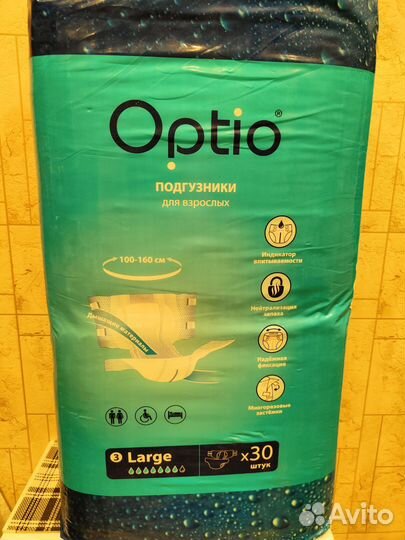 Optio®
ПОДГУЗНИКИ
для взрослых
100-160 см
Индикатор
впитываемости
Нейтрализация
запаха
Дышащие материалы
Надёжная
фиксация
Многоразовые
застёжки
3 Large
x30
штук
Avito